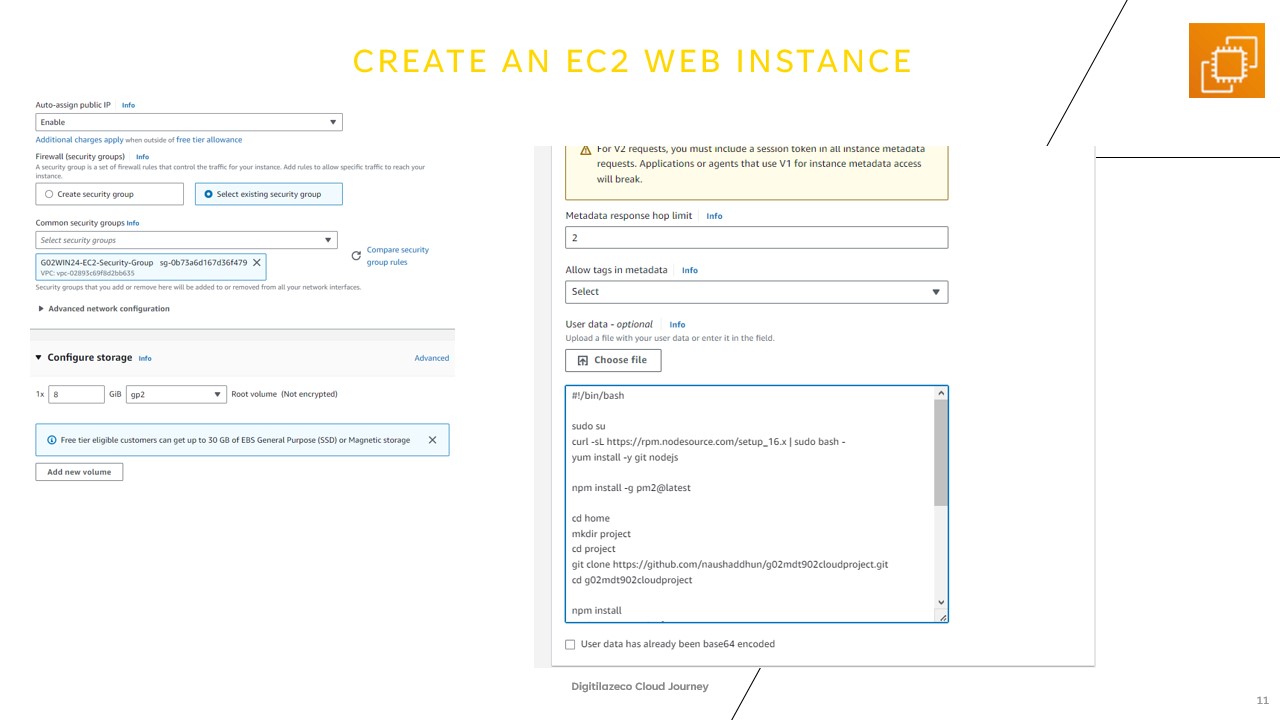 CREATE AN EC2 WEB INSTANCE
Auto-assign public IP Info
Enable
Additional charges apply when outside of free tier allowance
Firewall (security groups) Info
A security group is a set of firewall rules that control the traffic for your instance. Add rules to allow specific traffic to reach your
instance.
Create security group
Select existing security group
Common security groups Info
Select security groups
G02WIN24-EC2-Security-Group sg-0b73a6d167d36f479
VPC: vpc-02893c69f8d2bb635
Compare security
group rules
Security groups that you add or remove here will be added to or removed from all your network interfaces.
Advanced network configuration
Configure storage Info
Advanced
1x 8 GiB gp2 Root volume (Not encrypted)
Free tier eligible customers can get up to 30 GB of EBS General Purpose (SSD) or Magnetic storage
Add new volume
For V2 requests, you must include a session token in all instance metadata
requests. Applications or agents that use V1 for instance metadata access
will break.
Metadata response hop limit Info
2
Allow tags in metadata Info
Select
User data - optional Info
Upload a file with your user data or enter it in the field.
Choose file
#!/bin/bash
sudo su
curl -sL https://rpm.nodesource.com/setup_16.x | sudo bash -
yum install -y git nodejs
npm install -g pm2@latest
cd home
mkdir project
cd project
git clone https://github.com/naushaddhun/g02mdt902cloudproject.git
cd g02mdt902cloudproject
npm install
User data has already been base64 encoded
Digitilazeco Cloud Journey
11